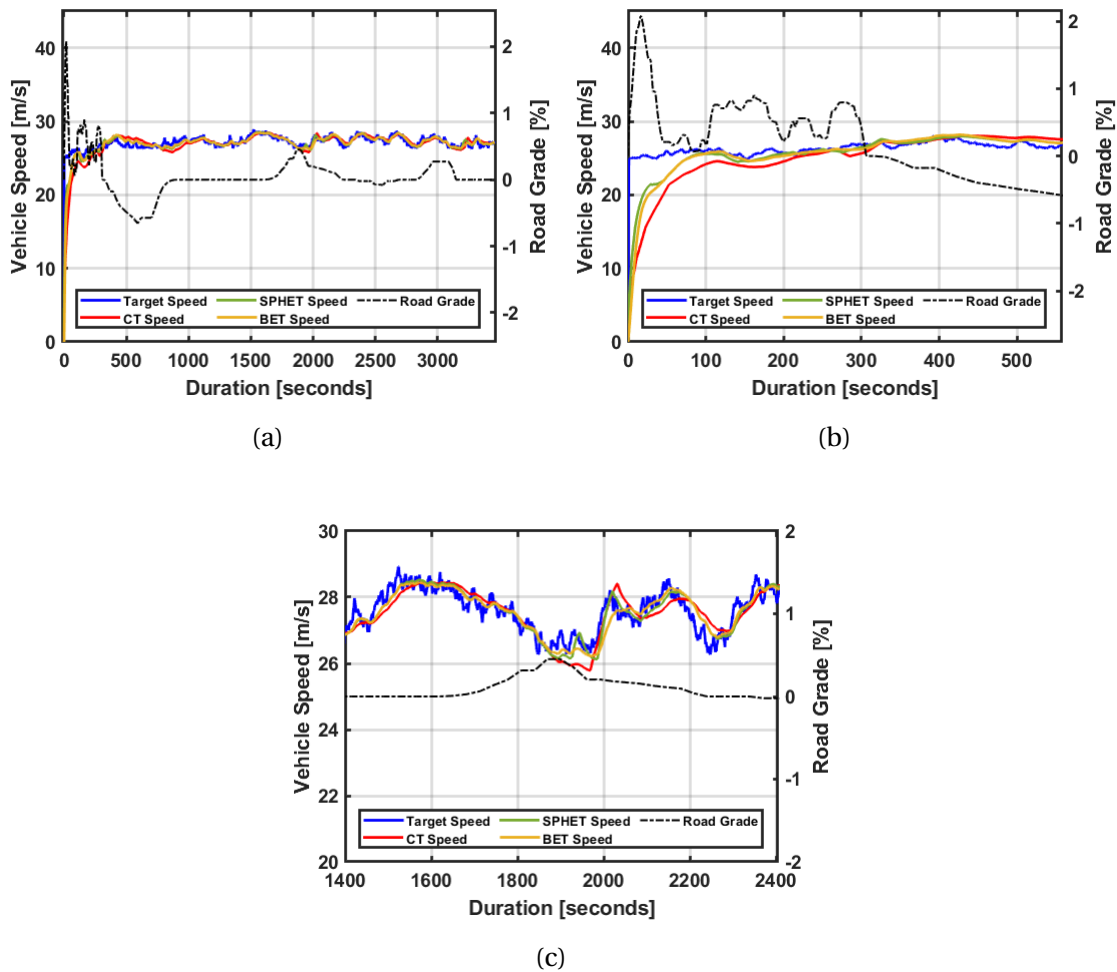 40
30
20
10
0
2
1
0
-1
-2
Vehicle Speed [m/s]
Road Grade [%]
Target Speed SPHET Speed Road Grade
CT Speed BET Speed
0 500 1000 1500 2000 2500 3000
Duration [seconds]
(a)
40
30
20
10
0
2
1
0
-1
-2
Vehicle Speed [m/s]
Road Grade [%]
Target Speed SPHET Speed Road Grade
CT Speed BET Speed
0 100 200 300 400 500
Duration [seconds]
(b)
30
28
26
24
22
20
2
1
0
-1
-2
Vehicle Speed [m/s]
Road Grade [%]
Target Speed SPHET Speed Road Grade
CT Speed BET Speed
1400 1600 1800 2000 2200 2400
Duration [seconds]
(c)